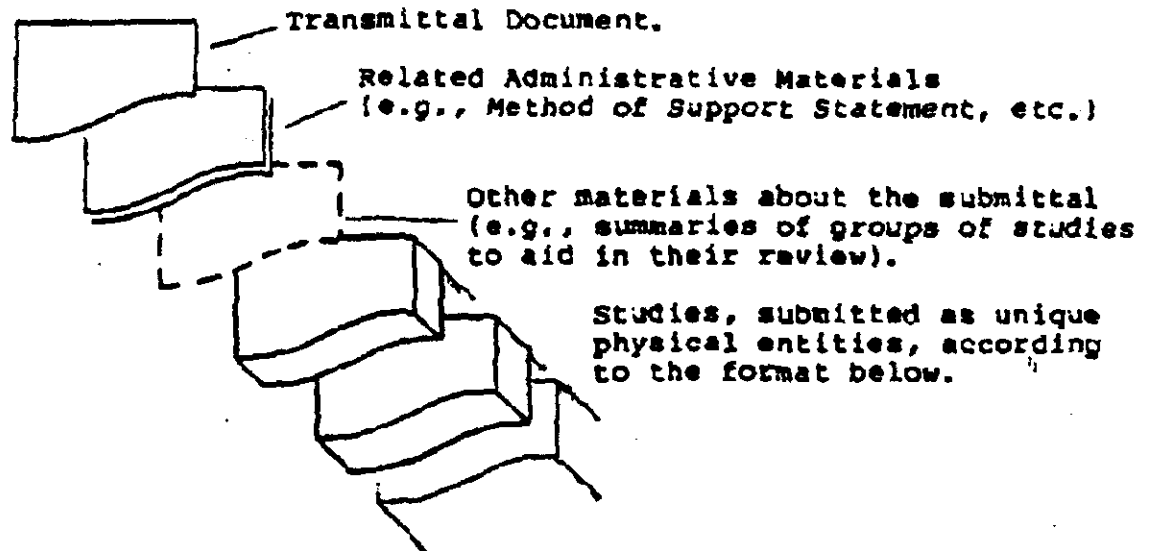 Transmittal Document.
Related Administrative Materials
(e.g., Method of Support Statement, etc.)
Other materials about the submittal
(e.g., summaries of groups of studies
to aid in their review).
Studies, submitted as unique
physical entities, according
to the format below.